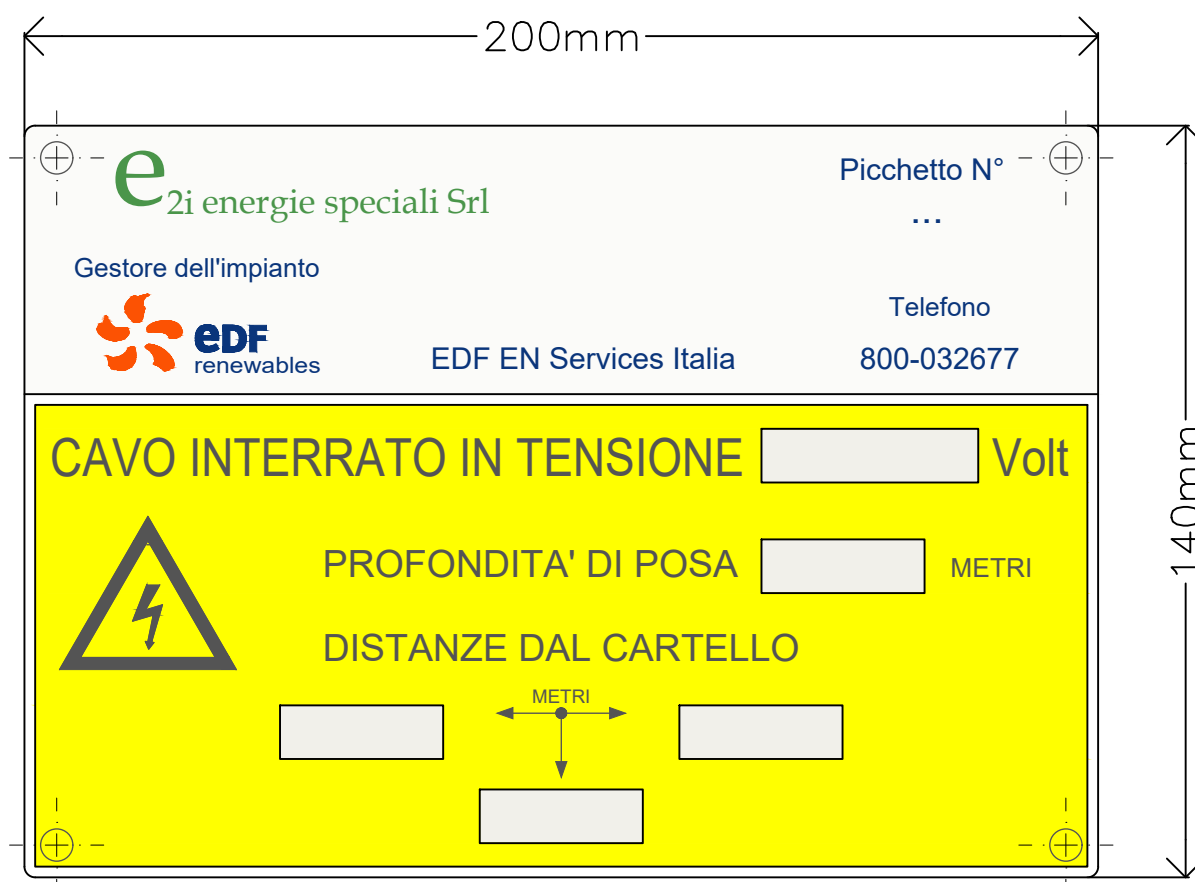 200mm
e2i energie speciali Srl
Picchetto N°
...
Gestore dell'impianto
Telefono
eDF
renewables
EDF EN Services Italia
800-032677
CAVO INTERRATO IN TENSIONE Volt
PROFONDITA' DI POSA METRI
DISTANZE DAL CARTELLO
METRI
140mm